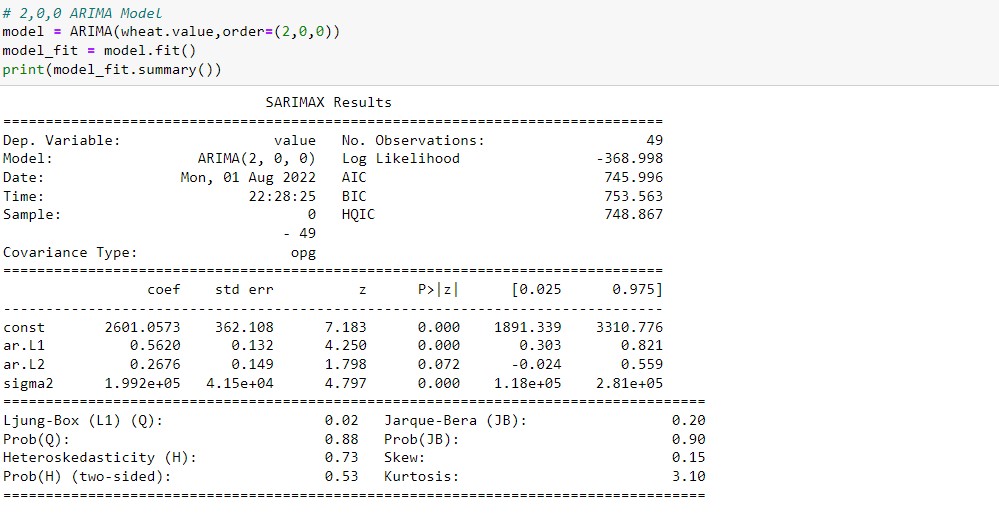 # 2,0,0 ARIMA Model
model = ARIMA(wheat.value,order=(2,0,0))
model_fit = model.fit()
print(model_fit.summary())
SARIMAX Results
==============================================================================
Dep. Variable: value No. Observations: 49
Model: ARIMA(2, 0, 0) Log Likelihood -368.998
Date: Mon, 01 Aug 2022 AIC 745.996
Time: 22:28:25 BIC 753.563
Sample: 0 HQIC 748.867
- 49
Covariance Type: opg
==============================================================================
coef std err z P>|z| [0.025 0.975]
------------------------------------------------------------------------------
const 2601.0573 362.108 7.183 0.000 1891.339 3310.776
ar.L1 0.5620 0.132 4.250 0.000 0.303 0.821
ar.L2 0.2676 0.149 1.798 0.072 -0.024 0.559
sigma2 1.992e+05 4.15e+04 4.797 0.000 1.18e+05 2.81e+05
===================================================================================
Ljung-Box (L1) (Q): 0.02 Jarque-Bera (JB): 0.20
Prob(Q): 0.88 Prob(JB): 0.90
Heteroskedasticity (H): 0.73 Skew: 0.15
Prob(H) (two-sided): 0.53 Kurtosis: 3.10
===================================================================================